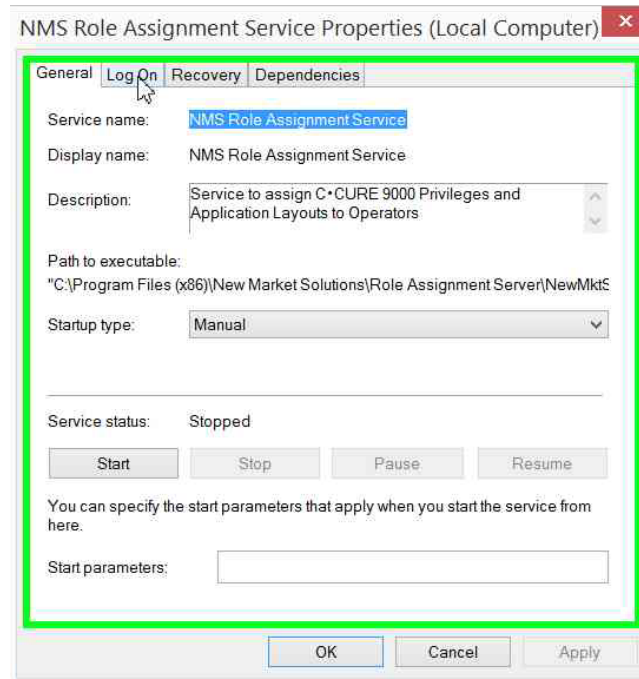 NMS Role Assignment Service Properties (Local Computer)
General Log On Recovery Dependencies
Service name: NMS Role Assignment Service
Display name: NMS Role Assignment Service
Description: Service to assign C•CURE 9000 Privileges and
Application Layouts to Operators
Path to executable:
"C:\Program Files (x86)\New Market Solutions\Role Assignment Server\NewMktS
Startup type: Manual
Service status: Stopped
Start Stop Pause Resume
You can specify the start parameters that apply when you start the service from
here.
Start parameters:
OK Cancel Apply